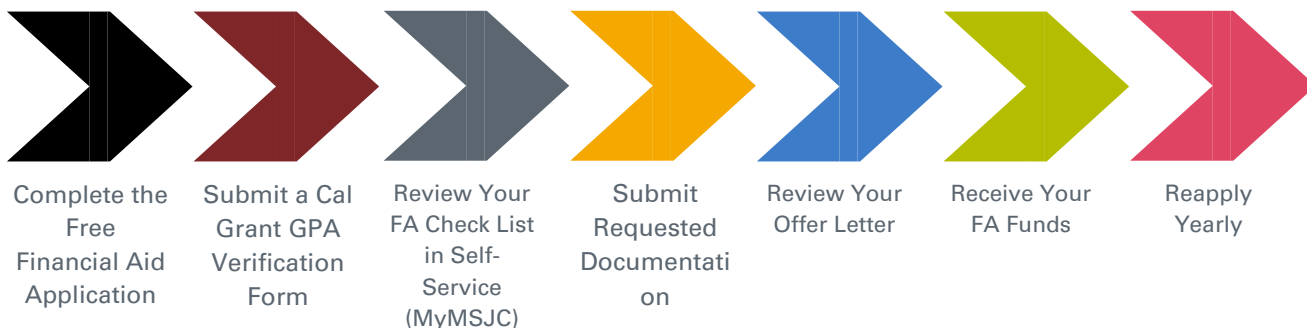 Complete the
Free
Financial Aid
Application
Submit a Cal
Grant GPA
Verification
Form
Review Your
FA Check List
in Self-
Service
(MyMSJC)
Submit
Requested
Documentati
on
Review Your
Offer Letter
Receive Your
FA Funds
Reapply
Yearly